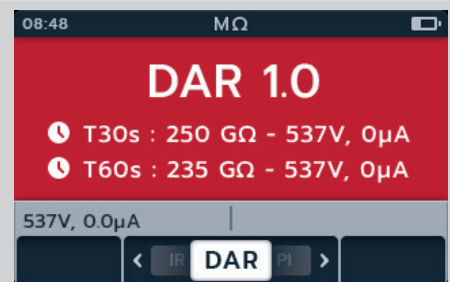 08:48 MΩ
DAR 1.0
T30s : 250 GΩ - 537V, 0µA
T60s : 235 GΩ - 537V, 0µA
537V, 0.0µA
< IR DAR PI >